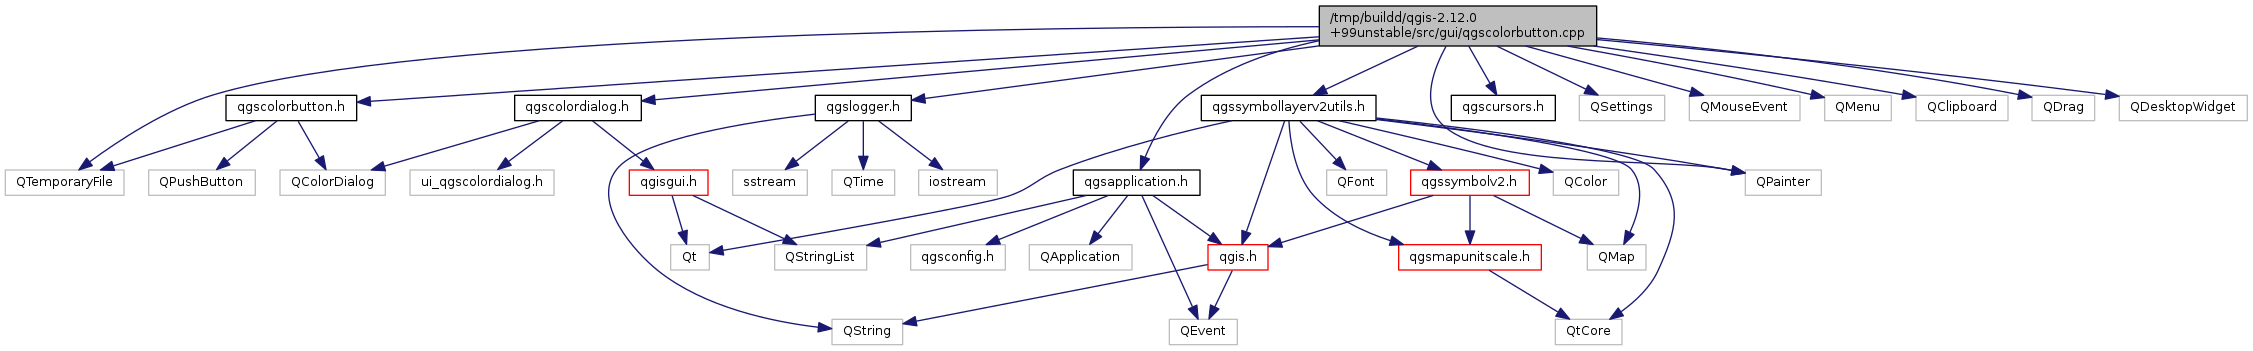 /tmp/buildd/qgis-2.12.0
+99unstable/src/gui/qgscolorbutton.cpp
qgscolorbutton.h
qgscolordialog.h
qgslogger.h
qgssymbollayerv2utils.h
qgscursors.h
QSettings
QMouseEvent
QMenu
QClipboard
QDrag
QDesktopWidget
QTemporaryFile
QPushButton
QColorDialog
ui_qgscolordialog.h
qgisgui.h
sstream
QTime
iostream
qgsapplication.h
QFont
qgssymbolv2.h
QColor
QPainter
Qt
QStringList
qgsconfig.h
QApplication
qgis.h
qgsmapunitscale.h
QMap
QString
QEvent
QtCore